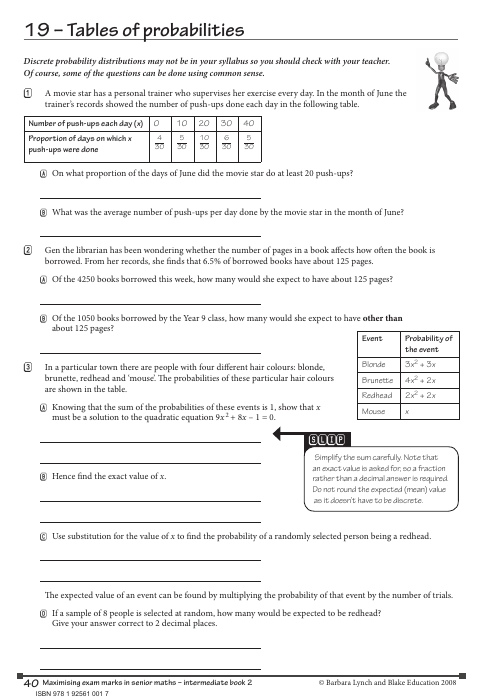 19 – Tables of probabilities
Discrete probability distributions may not be in your syllabus so you should check with your teacher.
Of course, some of the questions can be done using common sense.
1 A movie star has a personal trainer who supervises her exercise every day. In the month of June the
trainer's records showed the number of push-ups done each day in the following table.
Number of push-ups each day (x) 0 10 20 30 40
Proportion of days on which x push-ups were done 4/30 5/30 10/30 6/30 5/30
A On what proportion of the days of June did the movie star do at least 20 push-ups?
B What was the average number of push-ups per day done by the movie star in the month of June?
2 Gen the librarian has been wondering whether the number of pages in a book affects how often the book is
borrowed. From her records, she finds that 6.5% of borrowed books have about 125 pages.
A Of the 4250 books borrowed this week, how many would she expect to have about 125 pages?
B Of the 1050 books borrowed by the Year 9 class, how many would she expect to have other than
about 125 pages?
Event Probability of the event
Blonde 3x² + 3x
Brunette 4x² + 2x
Redhead 2x² + 2x
Mouse x
3 In a particular town there are people with four different hair colours: blonde,
brunette, redhead and 'mouse'. The probabilities of these particular hair colours
are shown in the table.
A Knowing that the sum of the probabilities of these events is 1, show that x
must be a solution to the quadratic equation 9x² + 8x – 1 = 0.
SLIP
Simplify the sum carefully. Note that
an exact value is asked for, so a fraction
rather than a decimal answer is required.
Do not round the expected (mean) value
as it doesn't have to be discrete.
B Hence find the exact value of x.
C Use substitution for the value of x to find the probability of a randomly selected person being a redhead.
The expected value of an event can be found by multiplying the probability of that event by the number of trials.
D If a sample of 8 people is selected at random, how many would be expected to be redhead?
Give your answer correct to 2 decimal places.
40 Maximising exam marks in senior maths – intermediate book 2
© Barbara Lynch and Blake Education 2008
ISBN 978 1 92561 001 7